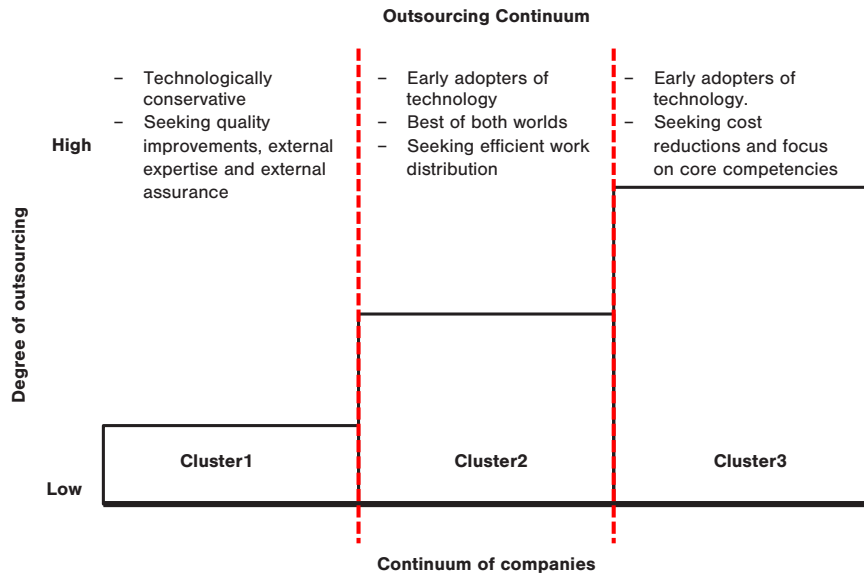 Outsourcing Continuum
– Technologically
conservative
– Seeking quality
improvements, external
expertise and external
assurance
– Early adopters of
technology
– Best of both worlds
– Seeking efficient work
distribution
– Early adopters of
technology.
– Seeking cost
reductions and focus
on core competencies
High
Degree of outsourcing
Low
Cluster1
Cluster2
Cluster3
Continuum of companies